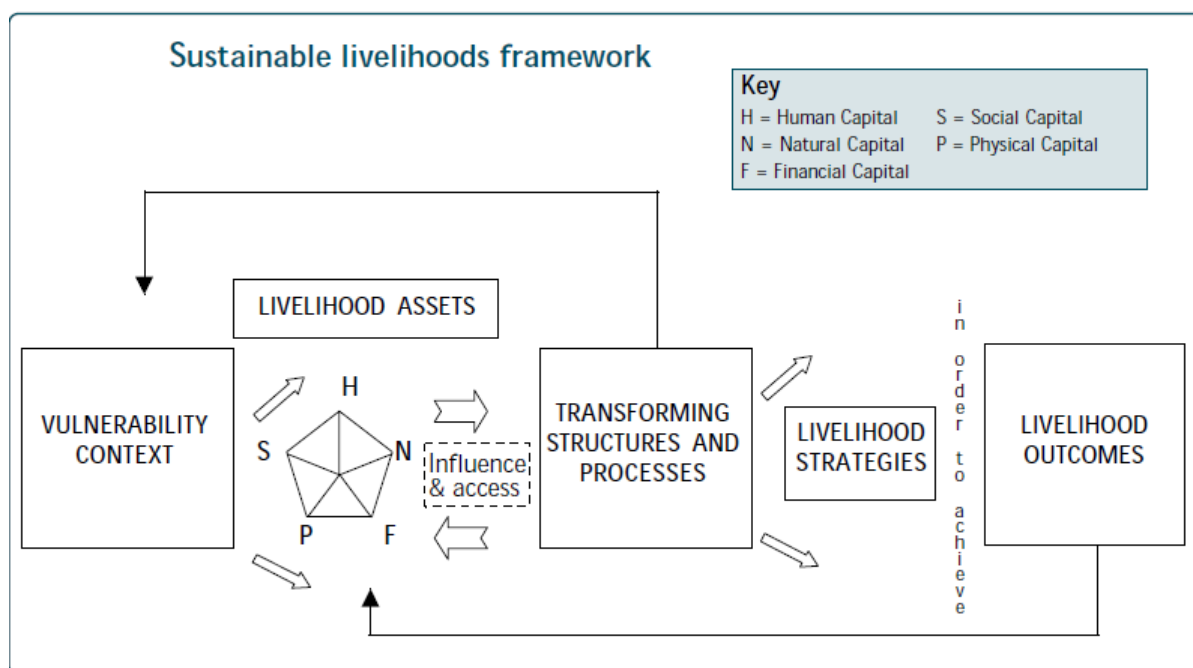 Sustainable livelihoods framework
Key
H = Human Capital S = Social Capital
N = Natural Capital P = Physical Capital
F = Financial Capital
LIVELIHOOD ASSETS
VULNERABILITY
CONTEXT
H
S
N
P
F
Influence
& access
TRANSFORMING
STRUCTURES AND
PROCESSES
LIVELIHOOD
STRATEGIES
in order to achieve
LIVELIHOOD
OUTCOMES